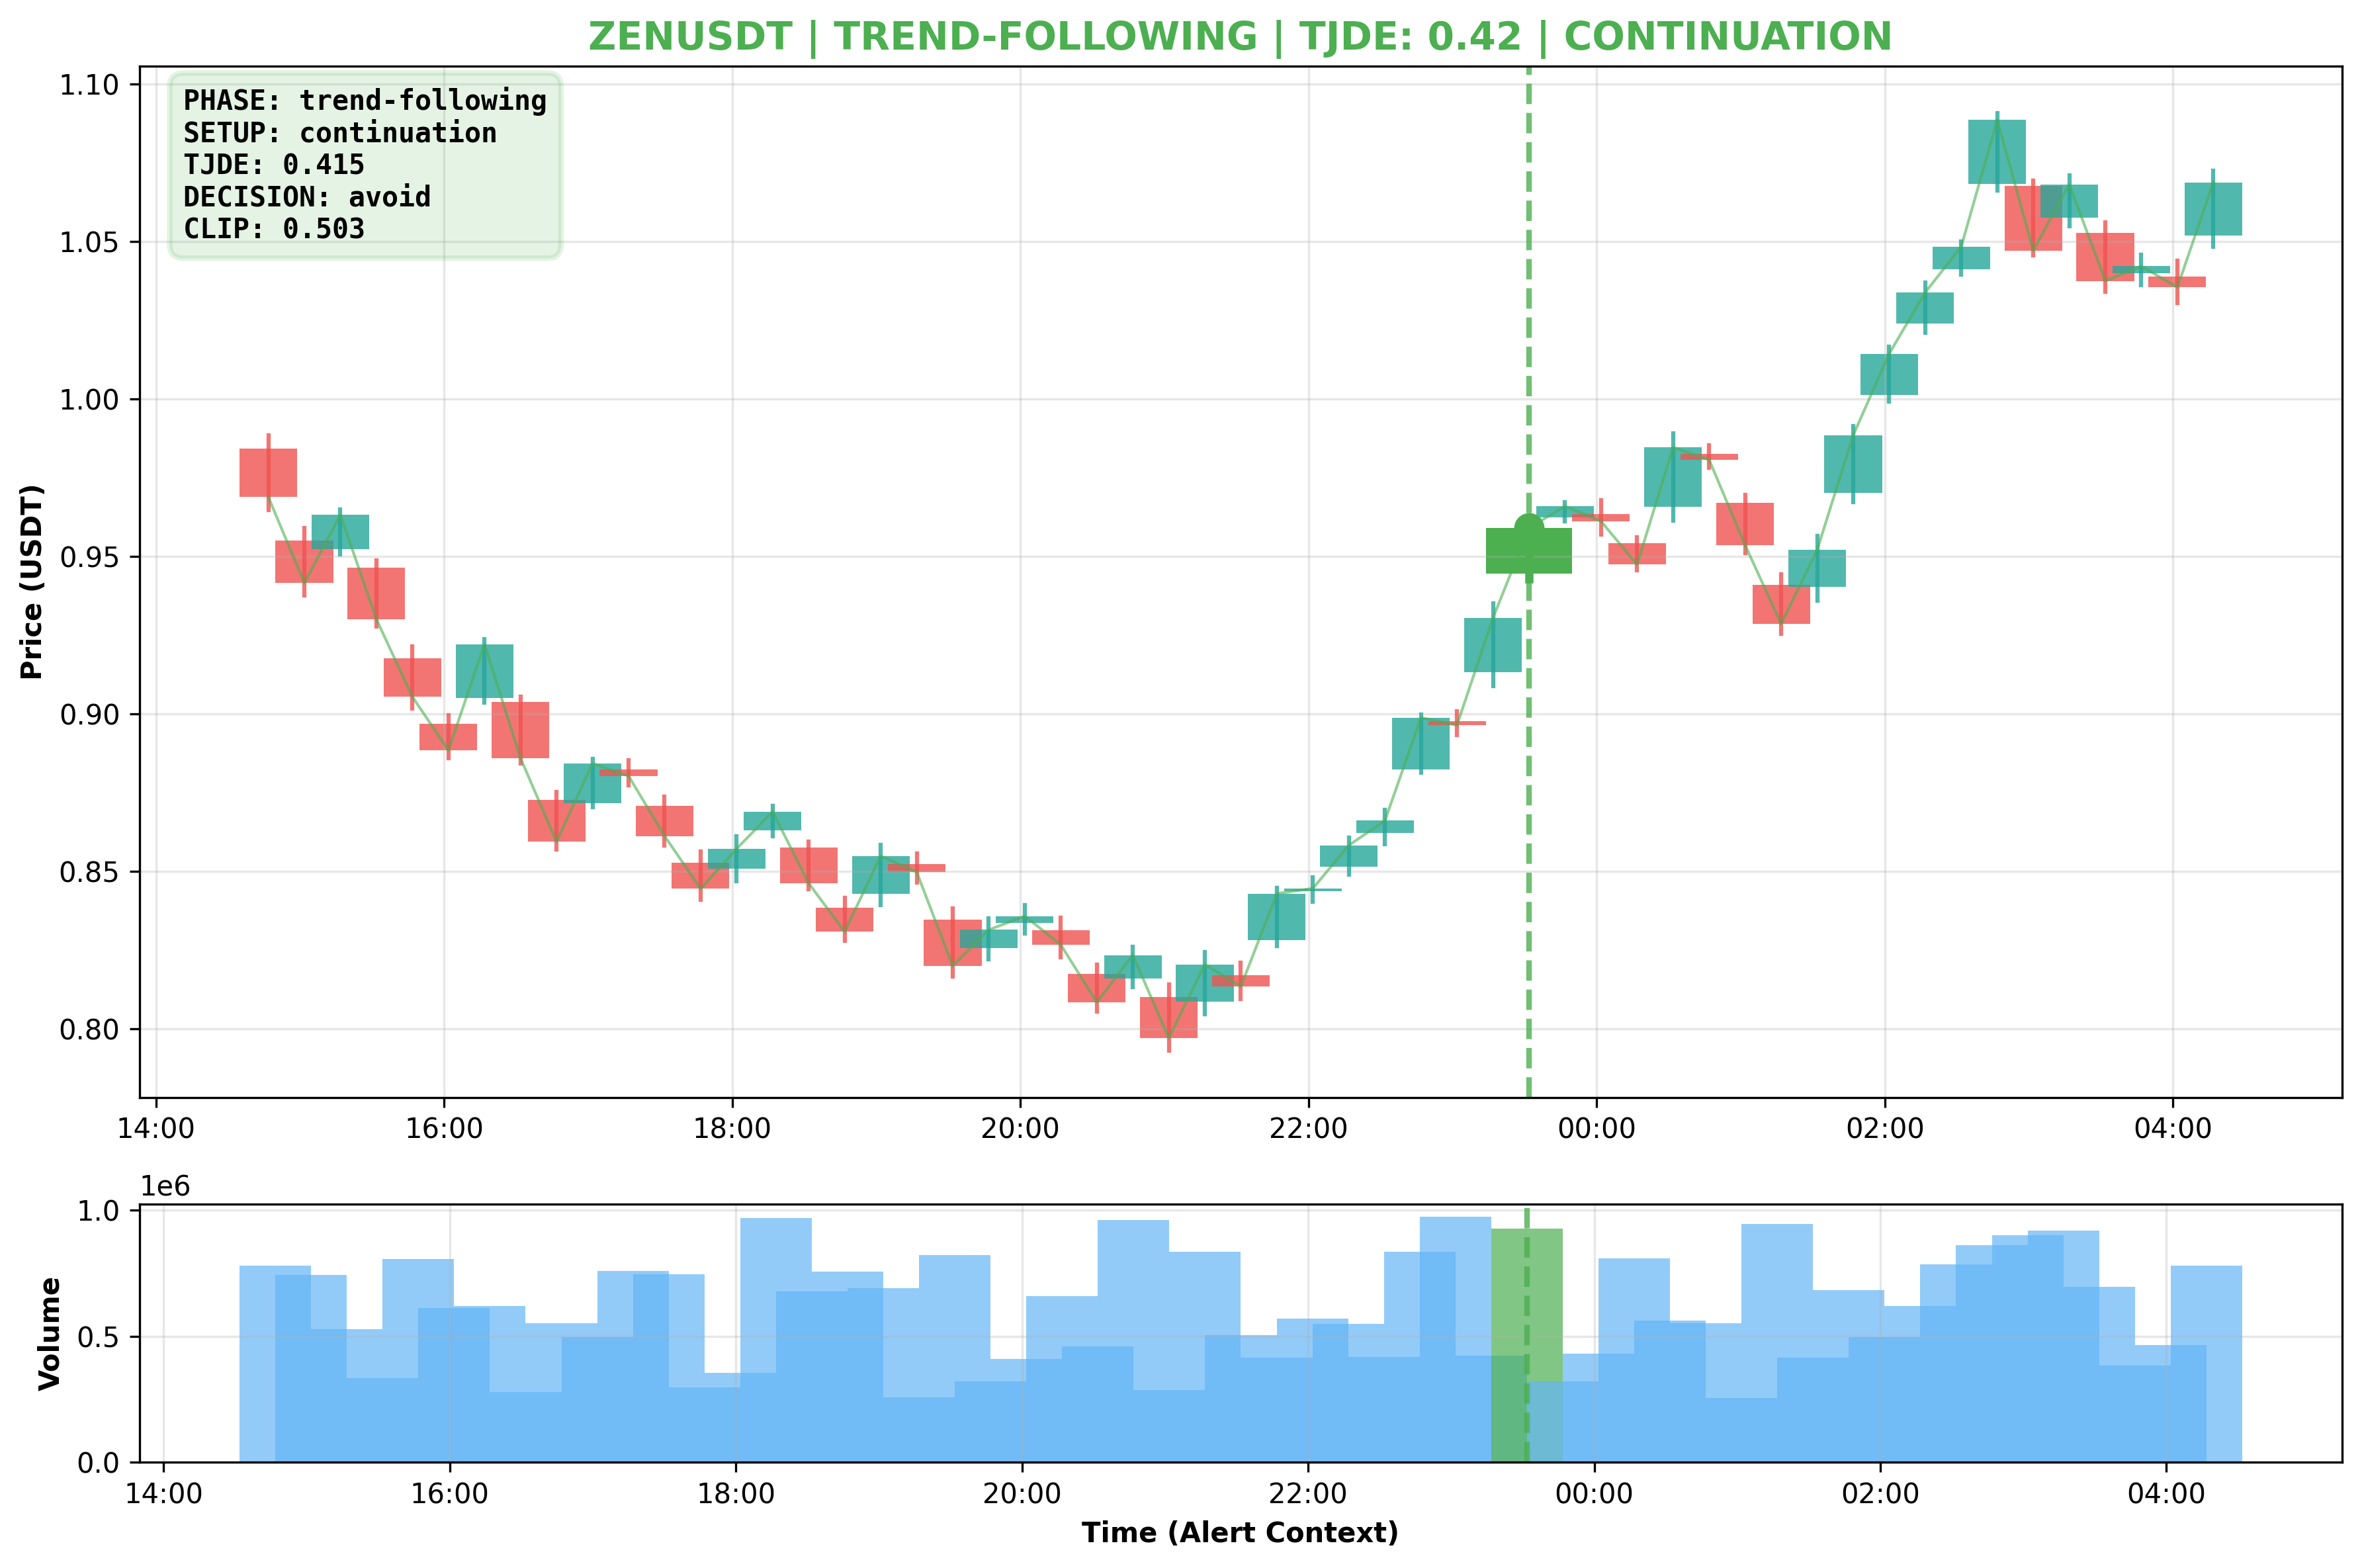 ZENUSDT | TREND-FOLLOWING | TJDE: 0.42 | CONTINUATION
PHASE: trend-following
SETUP: continuation
TJDE: 0.415
DECISION: avoid
CLIP: 0.503
Price (USDT)
1.10
1.05
1.00
0.95
0.90
0.85
0.80
14:00 16:00 18:00 20:00 22:00 00:00 02:00 04:00
1e6
Volume
1.0
0.5
0.0
14:00 16:00 18:00 20:00 22:00 00:00 02:00 04:00
Time (Alert Context)